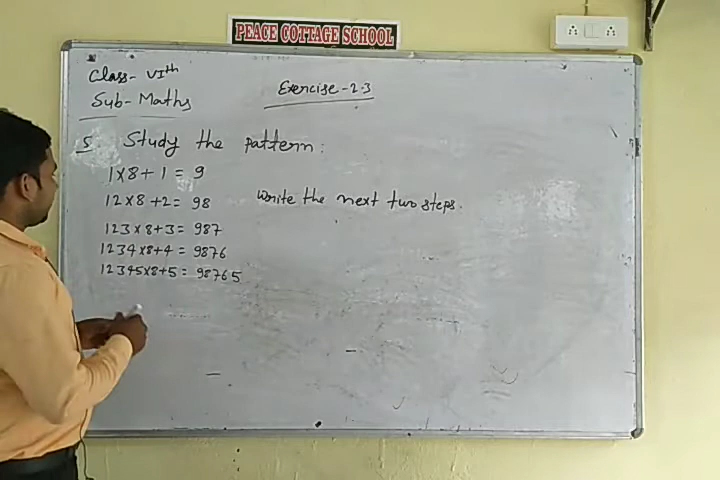 PEACE COTTAGE SCHOOL
Class- VIth
Sub- Maths
Exercise-2.3
5. Study the pattern:
1×8+1=9
12×8+2=98
Write the next two steps.
123×8+3=987
1234×8+4=9876
12345×8+5=98765